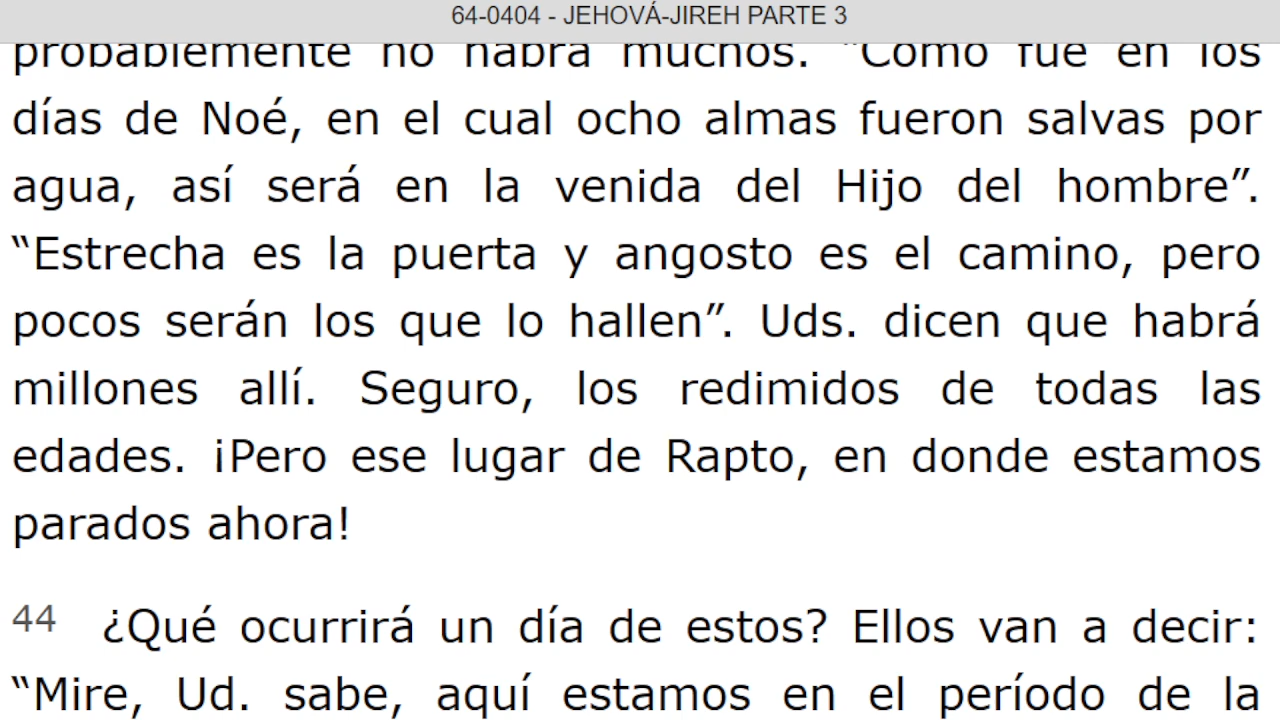 64-0404 - JEHOVÁ-JIREH PARTE 3
probablemente no habrá muchos. “Como fue en los
días de Noé, en el cual ocho almas fueron salvas por
agua, así será en la venida del Hijo del hombre”.
“Estrecha es la puerta y angosto es el camino, pero
pocos serán los que lo hallen”. Uds. dicen que habrá
millones allí. Seguro, los redimidos de todas las
edades. ¡Pero ese lugar de Rapto, en donde estamos
parados ahora!
44 ¿Qué ocurrirá un día de estos? Ellos van a decir:
“Mire, Ud. sabe, aquí estamos en el período de la